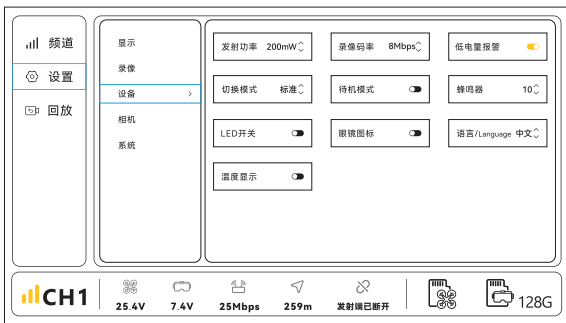 频道
设置
回放
显示
录像
设备
相机
系统
发射功率 200mW
录像码率 8Mbps
低电量报警
切换模式 标准
待机模式
蜂鸣器 10
LED开关
眼镜图标
语言/Language 中文
温度显示
CH1
25.4V
7.4V
25Mbps
259m
发射端已断开
128G